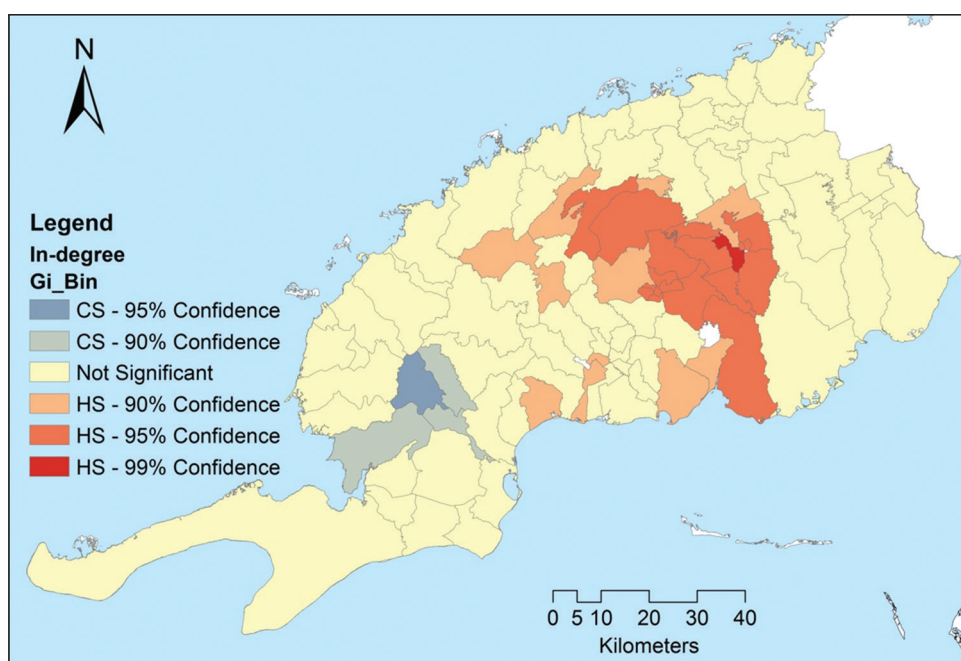 N
Legend
In-degree
Gi_Bin
CS - 95% Confidence
CS - 90% Confidence
Not Significant
HS - 90% Confidence
HS - 95% Confidence
HS - 99% Confidence
0 5 10 20 30 40
Kilometers